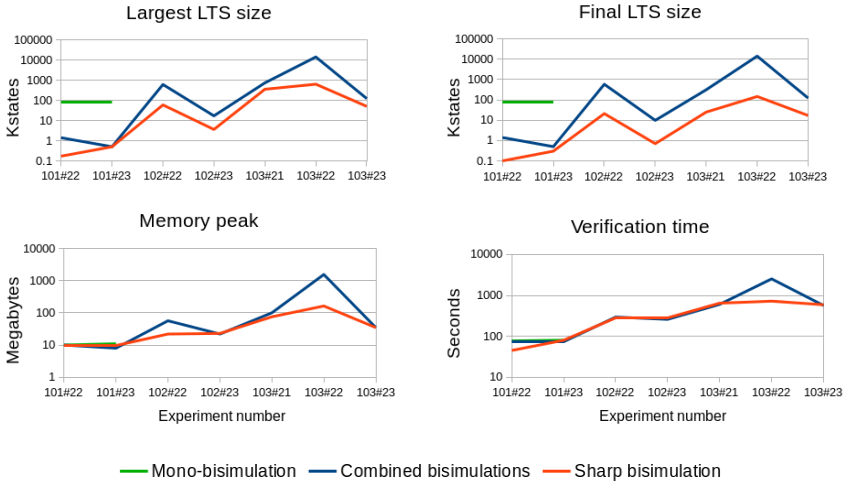 Largest LTS size
Final LTS size
Kstates
100000
10000
1000
100
10
1
0.1
101#22 101#23 102#22 102#23 103#21 103#22 103#23
Kstates
100000
10000
1000
100
10
1
0.1
101#22 101#23 102#22 102#23 103#21 103#22 103#23
Memory peak
Verification time
Megabytes
10000
1000
100
10
1
101#22 101#23 102#22 102#23 103#21 103#22 103#23
Experiment number
Seconds
10000
1000
100
10
101#22 101#23 102#22 102#23 103#21 103#22 103#23
Experiment number
Mono-bisimulation Combined bisimulations Sharp bisimulation